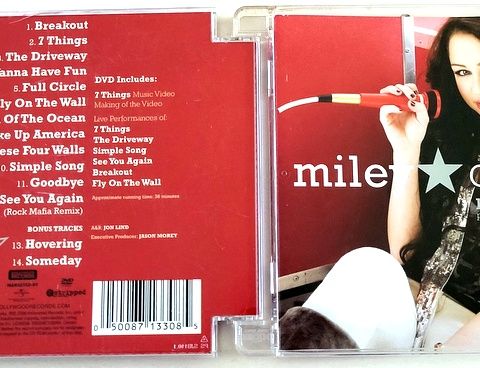 1. Breakout
2. 7 Things
3. The Driveway
anna Have Fun
5. Full Circle
ly On The Wall
Of The Ocean
ke Up America
ese Four Walls
10. Simple Song
11. Goodbye
See You Again
(Rock Mafia Remix)
BONUS TRACKS
13. Hovering
14. Someday
DVD Includes:
7 Things Music Video
Making of the Video
Live Performances of:
7 Things
The Driveway
Simple Song
See You Again
Breakout
Fly On The Wall
Approximate running time: 36 minutes
A&R: JON LIND
Executive Producer: JASON MOREY
0 50087 13308 5
miley★c